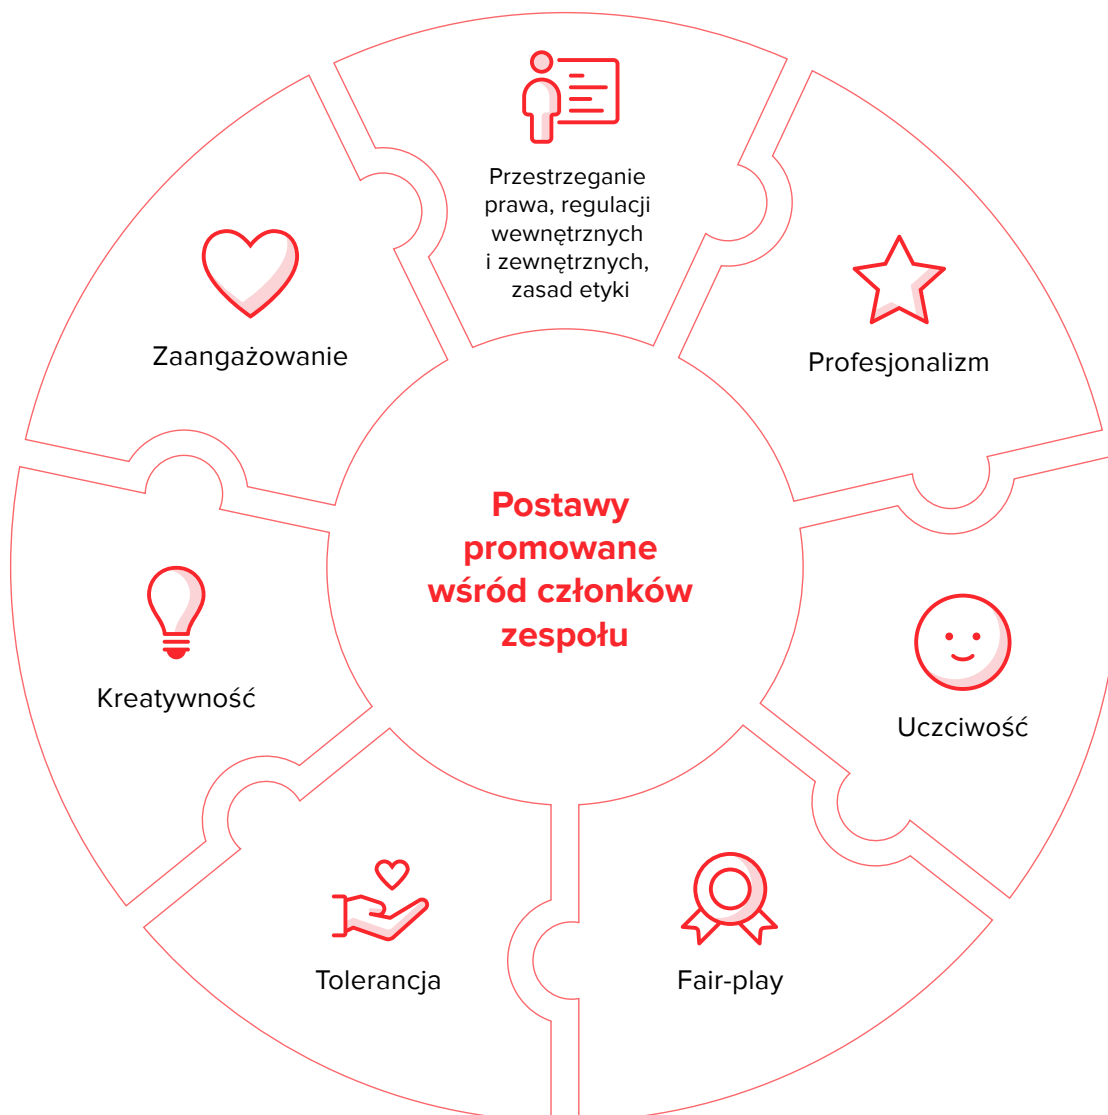 Przestrzeganie
prawa, regulacji
wewnętrznych
i zewnętrznych,
zasad etyki
Profesjonalizm
Uczciwość
Fair-play
Tolerancja
Kreatywność
Zaangażowanie
Postawy
promowane
wśród członków
zespołu